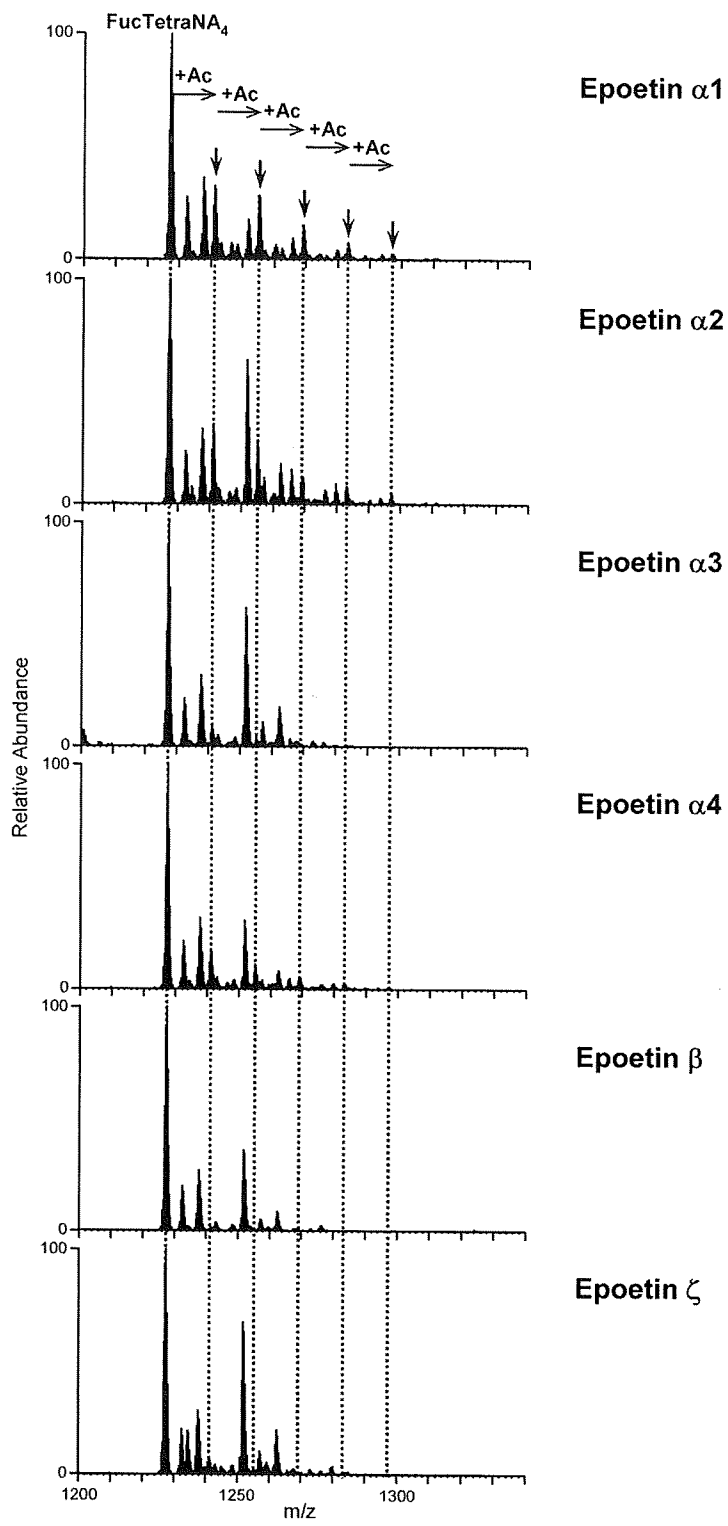 FucTetraNA4
100
+Ac
+Ac
+Ac
+Ac
+Ac
Epoetin α1
0
100
Epoetin α2
0
100
Epoetin α3
0
100
Epoetin α4
Relative Abundance
0
100
Epoetin β
0
100
Epoetin ζ
0
1200
1250
1300
m/z